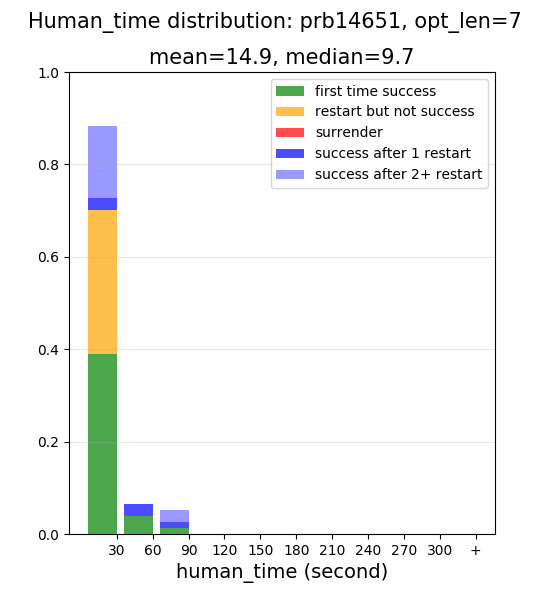 Human_time distribution: prb14651, opt_len=7
mean=14.9, median=9.7
1.0
0.8
0.6
0.4
0.2
0.0
first time success
restart but not success
surrender
success after 1 restart
success after 2+ restart
30 60 90 120 150 180 210 240 270 300 +
human_time (second)